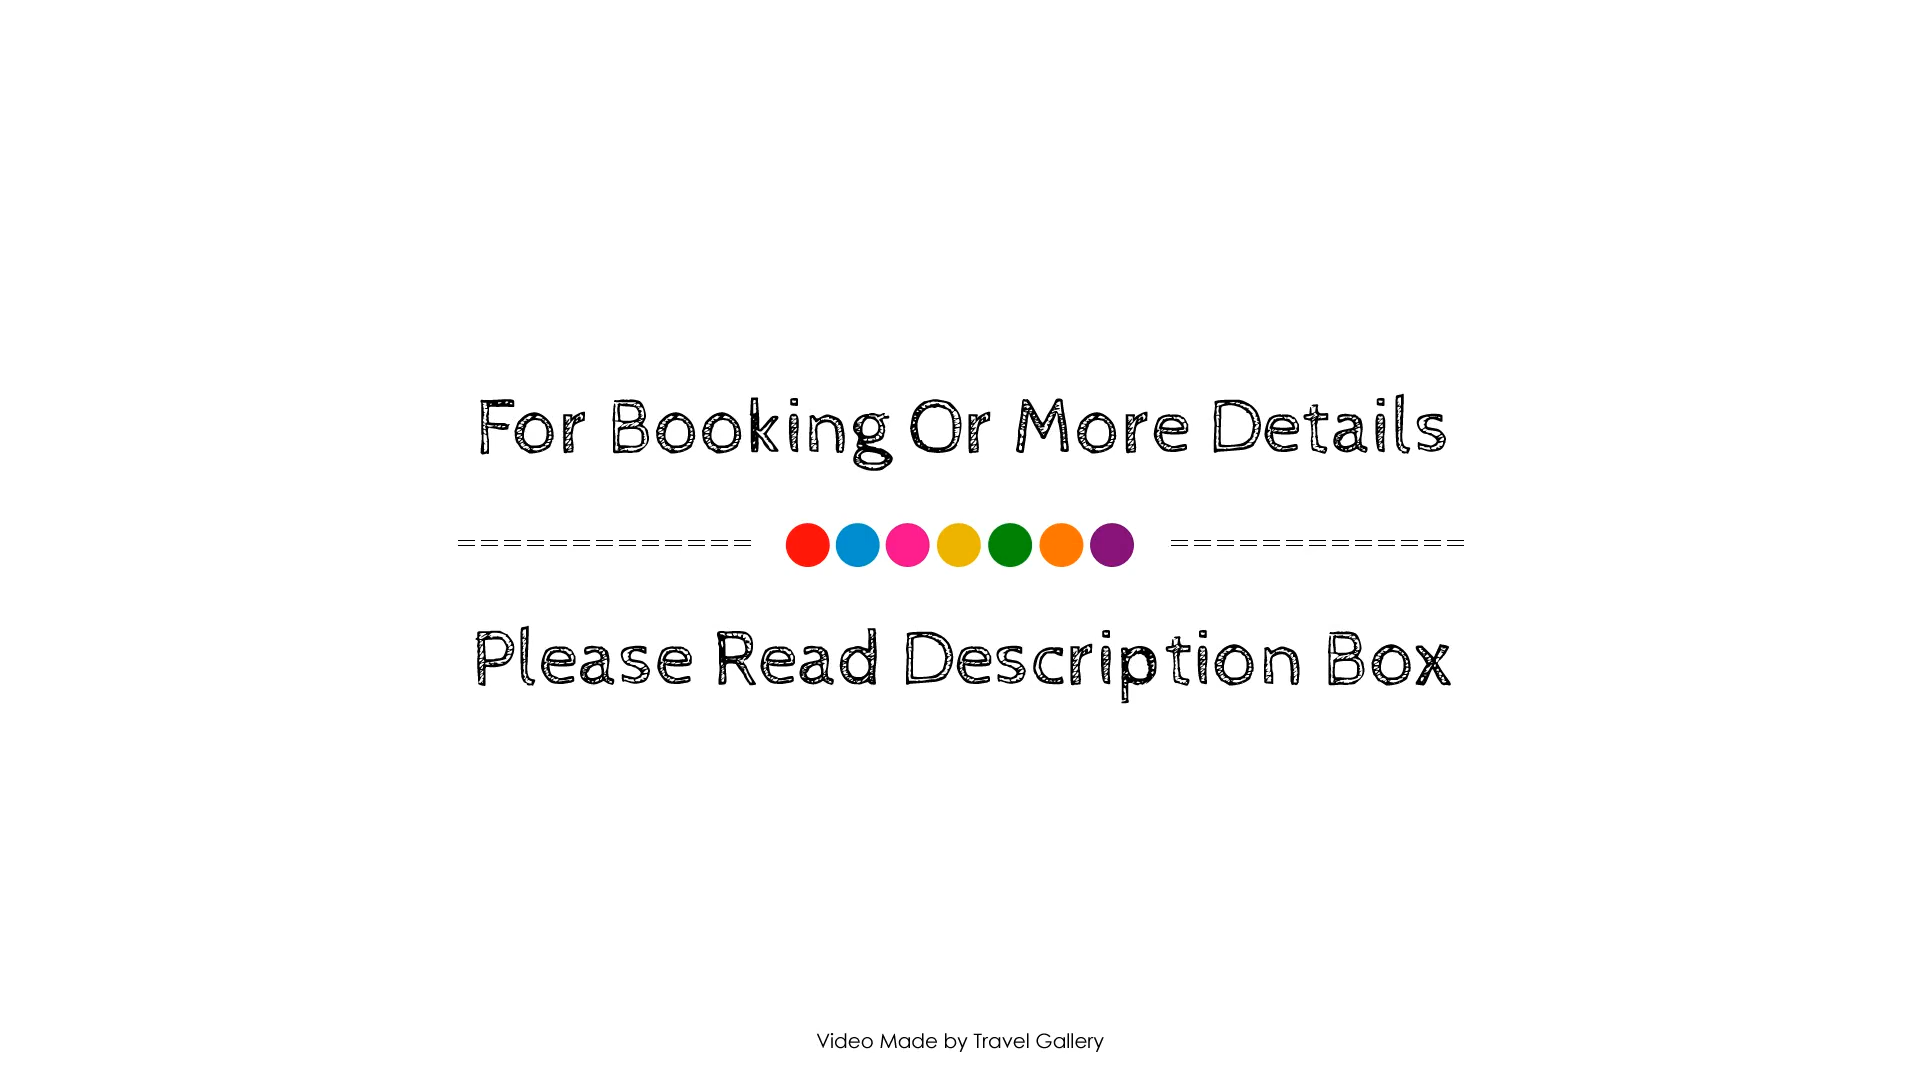 For Booking Or More Details
============= =============
Please Read Description Box
Video Made by Travel Gallery